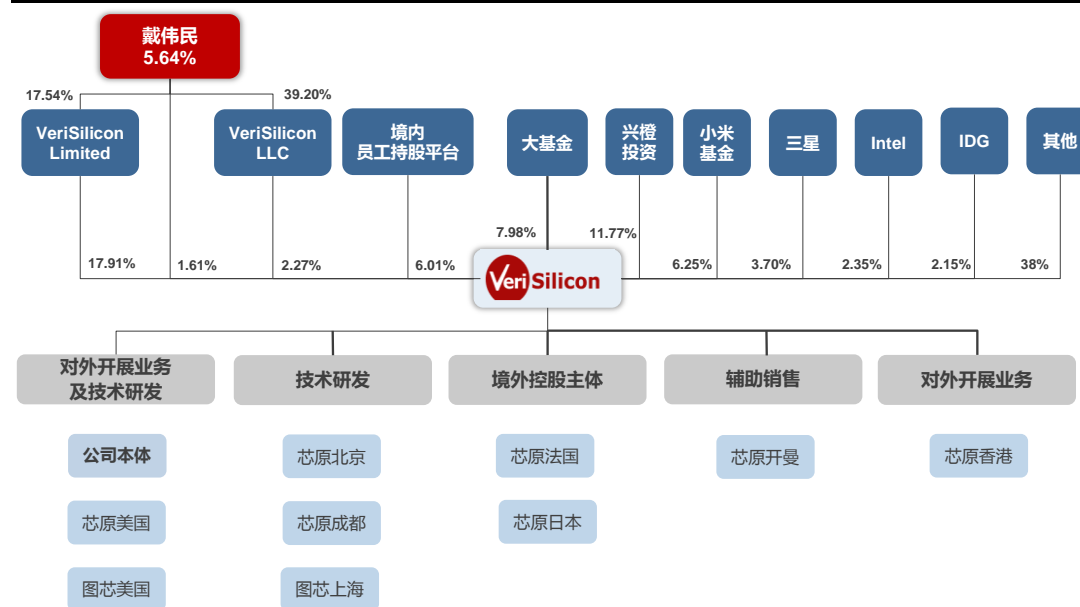 戴伟民
5.64%
17.54%
39.20%
VeriSilicon
Limited
VeriSilicon
LLC
境内
员工持股平台
大基金
兴橙
投资
小米
基金
三星
Intel
IDG
其他
7.98%
11.77%
17.91%
1.61%
2.27%
6.01%
6.25%
3.70%
2.35%
2.15%
38%
VeriSilicon
对外开展业务
及技术研发
技术研发
境外控股主体
辅助销售
对外开展业务
公司本体
芯原北京
芯原法国
芯原开曼
芯原香港
芯原美国
芯原成都
芯原日本
图芯美国
图芯上海